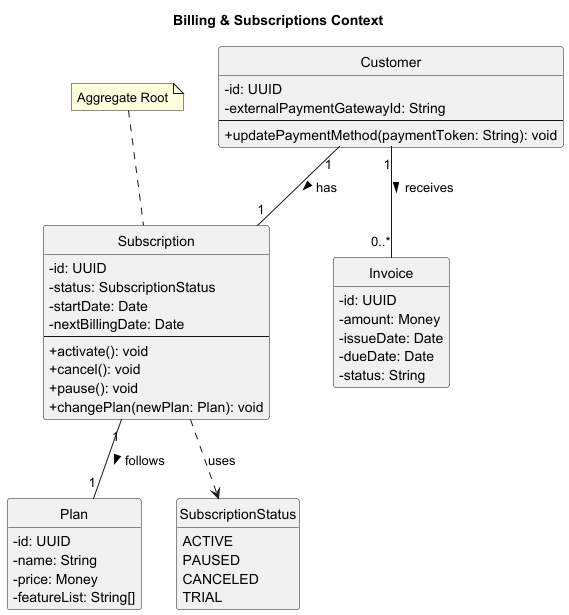 Billing & Subscriptions Context
Customer
-id: UUID
-externalPaymentGatewayId: String
+updatePaymentMethod(paymentToken: String): void
Aggregate Root
1
1
has
receives
1
0..*
Subscription
-id: UUID
-status: SubscriptionStatus
-startDate: Date
-nextBillingDate: Date
+activate(): void
+cancel(): void
+pause(): void
+changePlan(newPlan: Plan): void
Invoice
-id: UUID
-amount: Money
-issueDate: Date
-dueDate: Date
-status: String
1
follows
uses
1
Plan
-id: UUID
-name: String
-price: Money
-featureList: String[]
SubscriptionStatus
ACTIVE
PAUSED
CANCELED
TRIAL